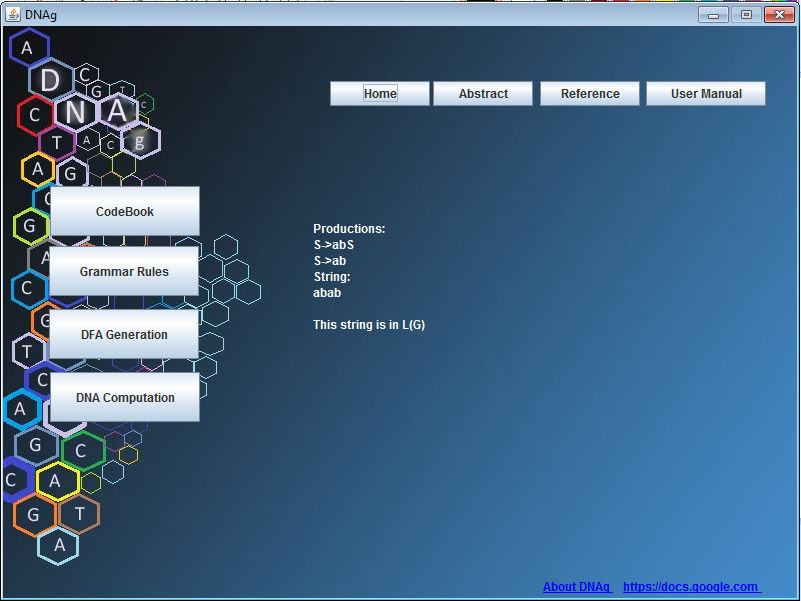 DNAg
Home Abstract Reference User Manual
A
D C
G T
C N A C
T A C g
A G
C
CodeBook
G
A
Grammar Rules
C
G
DFA Generation
T
C
DNA Computation
A
G C
C A
G T
A
Productions:
S->abS
S->ab
String:
abab
This string is in L(G)
About DNAg https://docs.google.com